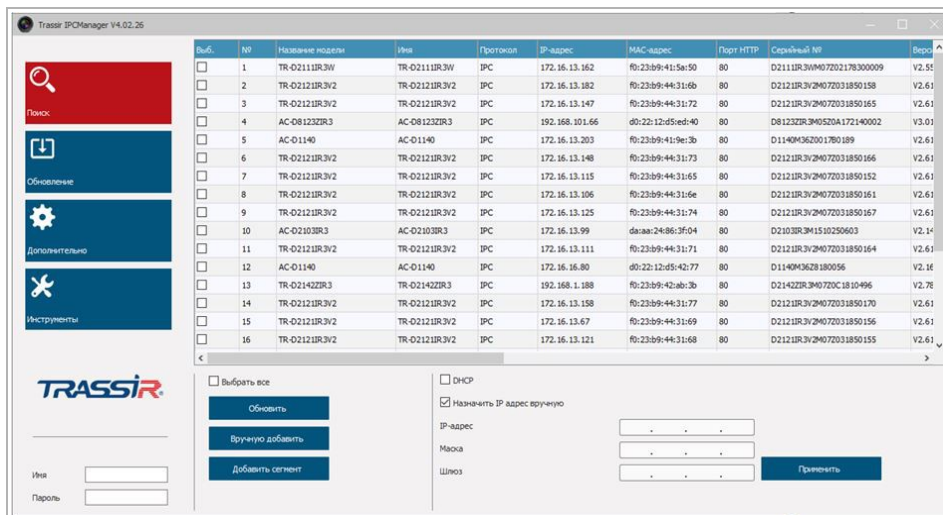 Trassir IPCManager V4.02.26
Выб. № Название модели Имя Протокол IP-адрес MAC-адрес Порт HTTP Серийный №
1 TR-D2111IR3W TR-D2111IR3W IPC 172.16.13.162 f0:23:b9:41:5a:50 80 D2111IR3WM07Z02178300009 V2.55
2 TR-D2121IR3V2 TR-D2121IR3V2 IPC 172.16.13.182 f0:23:b9:44:31:6b 80 D2121IR3V2M07Z031850158 V2.61
3 TR-D2121IR3V2 TR-D2121IR3V2 IPC 172.16.13.147 f0:23:b9:44:31:72 80 D2121IR3V2M07Z031850165 V2.61
4 AC-D8123ZIR3 AC-D8123ZIR3 IPC 192.168.101.66 d0:22:12:d5:ed:40 80 D8123ZIR3M05Z0A172140002 V3.01
5 AC-D1140 AC-D1140 IPC 172.16.13.203 f0:23:b9:41:9e:3b 80 D1140M36Z0017B0189 V2.61
6 TR-D2121IR3V2 TR-D2121IR3V2 IPC 172.16.13.148 f0:23:b9:44:31:73 80 D2121IR3V2M07Z031850166 V2.61
7 TR-D2121IR3V2 TR-D2121IR3V2 IPC 172.16.13.115 f0:23:b9:44:31:65 80 D2121IR3V2M07Z031850152 V2.61
8 TR-D2121IR3V2 TR-D2121IR3V2 IPC 172.16.13.106 f0:23:b9:44:31:6e 80 D2121IR3V2M07Z031850161 V2.61
9 TR-D2121IR3V2 TR-D2121IR3V2 IPC 172.16.13.125 f0:23:b9:44:31:74 80 D2121IR3V2M07Z031850167 V2.61
10 AC-D2103IR3 AC-D2103IR3 IPC 172.16.13.99 da:aa:24:86:3f:04 80 D2103IR3M1510250603 V2.14
11 TR-D2121IR3V2 TR-D2121IR3V2 IPC 172.16.13.111 f0:23:b9:44:31:71 80 D2121IR3V2M07Z031850164 V2.61
12 AC-D1140 AC-D1140 IPC 172.16.16.80 d0:22:12:d5:42:77 80 D1140M36Z8180056 V2.16
13 TR-D2142ZIR3 TR-D2142ZIR3 IPC 192.168.1.188 f0:23:b9:42:ab:3b 80 D2142ZIR3M07Z0C1810496 V2.78
14 TR-D2121IR3V2 TR-D2121IR3V2 IPC 172.16.13.158 f0:23:b9:44:31:77 80 D2121IR3V2M07Z031850170 V2.61
15 TR-D2121IR3V2 TR-D2121IR3V2 IPC 172.16.13.67 f0:23:b9:44:31:69 80 D2121IR3V2M07Z031850156 V2.61
16 TR-D2121IR3V2 TR-D2121IR3V2 IPC 172.16.13.121 f0:23:b9:44:31:68 80 D2121IR3V2M07Z031850155 V2.61
Поиск
Обновление
Дополнительно
Инструменты
TRASSIR
Имя
Пароль
Выбрать все
Обновить
Вручную добавить
Добавить сегмент
DHCP
Назначить IP адрес вручную
IP-адрес
Маска
Шлюз
Применить